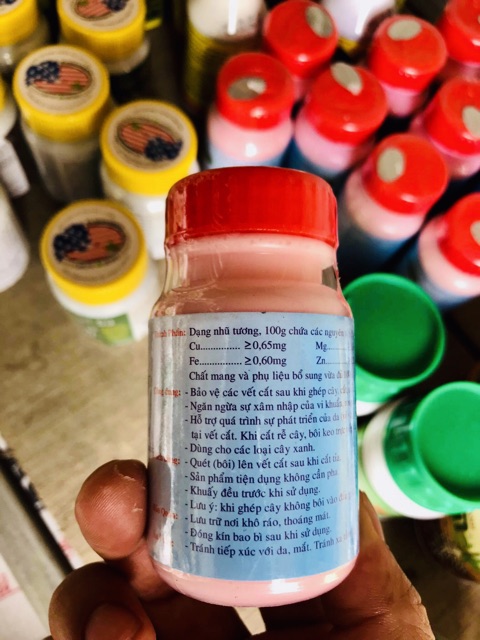 Thành Phần: Dạng nhũ tương, 100g chứa các nguyên
Cu............... ≥ 0,65mg Mg.......
Fe............... ≥ 0,60mg Zn.......
Chất mang và phụ liệu bổ sung vừa đủ
- Bảo vệ các vết cắt sau khi ghép cây,
- Ngăn ngừa sự xâm nhập của vi khuẩn,
- Hỗ trợ quá trình sự phát triển của
tại vết cắt. Khi cắt rễ cây, bôi keo
- Dùng cho các loại cây xanh.
- Quét (bôi) lên vết cắt sau khi cắt tỉa.
- Sản phẩm tiện dụng không cần pha.
- Khuấy đều trước khi sử dụng.
- Lưu ý: khi ghép cây không bôi vào
- Lưu trữ nơi khô ráo, thoáng mát.
- Đóng kín bao bì sau khi sử dụng.
- Tránh tiếp xúc với da, mắt. Tránh xa